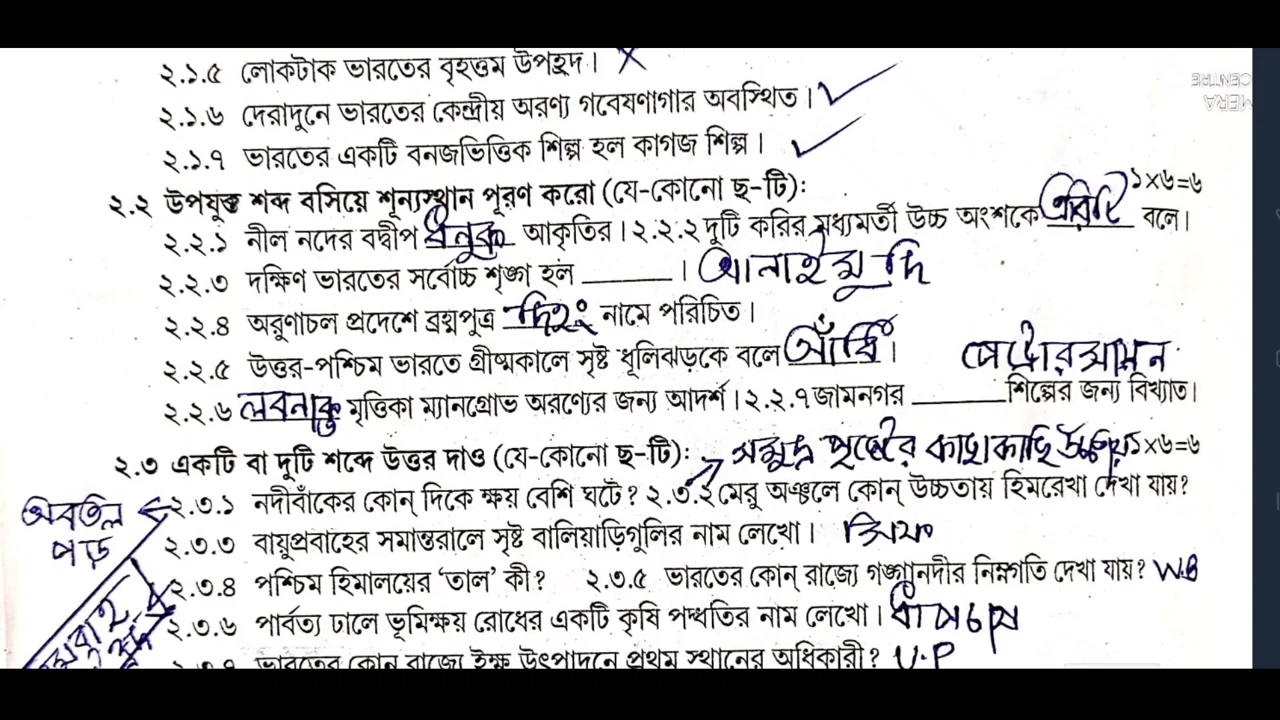 ২.১.৫ লোকটাক ভারতের বৃহত্তম উপহ্রদ। ✗
২.১.৬ দেরাদুনে ভারতের কেন্দ্রীয় অরণ্য গবেষণাগার অবস্থিত। ✓
২.১.৭ ভারতের একটি বনজভিত্তিক শিল্প হল কাগজ শিল্প। ✓
২.২ উপযুক্ত শব্দ বসিয়ে শূন্যস্থান পূরণ করো (যে-কোনো ছ-টি): ১×৬=৬
২.২.১ নীল নদের বদ্বীপ ধনুক আকৃতির। ২.২.২ দুটি করির মধ্যমর্তী উচ্চ অংশকে বলে।
২.২.৩ দক্ষিণ ভারতের সর্বোচ্চ শৃঙ্গ হল ______। আনাইমুদি
২.২.৪ অরুণাচল প্রদেশে ব্রহ্মপুত্র দিহং নামে পরিচিত।
২.২.৫ উত্তর-পশ্চিম ভারতে গ্রীষ্মকালে সৃষ্ট ধূলিঝড়কে বলে আঁধি। পেট্রোরসায়ন
২.২.৬ লবনাক্ত মৃত্তিকা ম্যানগ্রোভ অরণ্যের জন্য আদর্শ। ২.২.৭ জামনগর ______ শিল্পের জন্য বিখ্যাত।
২.৩ একটি বা দুটি শব্দে উত্তর দাও (যে-কোনো ছ-টি): সমুদ্র পৃষ্ঠের কাছাকাছি উচ্চতায় ১×৬=৬
অবতল পাড়
২.৩.১ নদীবাঁকের কোন্ দিকে ক্ষয় বেশি ঘটে? ২.৩.২ মেরু অঞ্চলে কোন্ উচ্চতায় হিমরেখা দেখা যায়?
২.৩.৩ বায়ুপ্রবাহের সমান্তরালে সৃষ্ট বালিয়াড়িগুলির নাম লেখো। সিফ
২.৩.৪ পশ্চিম হিমালয়ের 'তাল' কী? ২.৩.৫ ভারতের কোন্ রাজ্যে গঙ্গানদীর নিম্নগতি দেখা যায়? W.B
২.৩.৬ পার্বত্য ঢালে ভূমিক্ষয় রোধের একটি কৃষি পদ্ধতির নাম লেখো। ধাপ চাষ
২.৩.৭ ভারতের কোন্ রাজ্যে ইক্ষু উৎপাদনে প্রথম স্থানের অধিকারী? U.P